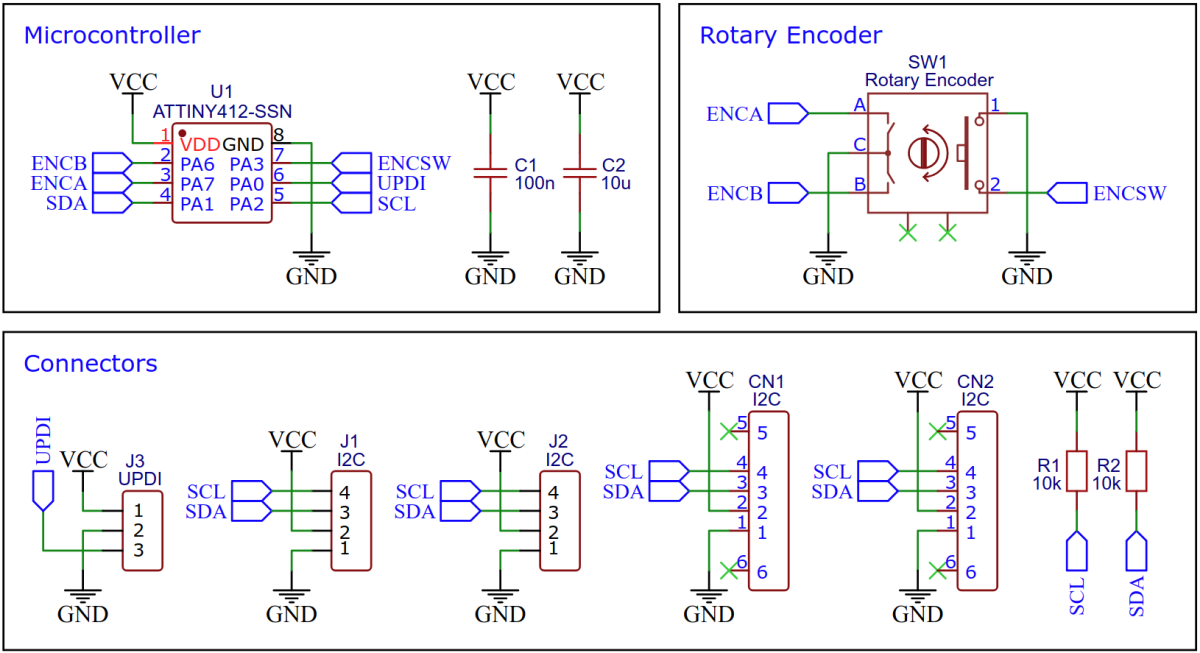 Microcontroller
VCC
U1
ATTINY412-SSN
1 VDD GND 8
ENCB 2 PA6 PA3 7 ENCSW
ENCA 3 PA7 PA0 6 UPDI
SDA 4 PA1 PA2 5 SCL
GND
VCC VCC
C1
100n
C2
10u
GND GND
Rotary Encoder
SW1
Rotary Encoder
ENCA A 1
C
ENCB B 2 ENCSW
GND GND
Connectors
UPDI
VCC
J3
UPDI
1
2
3
GND
VCC
J1
I2C
SCL 4
SDA 3
2
1
GND
VCC
J2
I2C
SCL 4
SDA 3
2
1
GND
VCC
CN1
I2C
5 5
SCL 4 4
SDA 3 3
2 2
1 1
6 6
GND
VCC
CN2
I2C
5 5
SCL 4 4
SDA 3 3
2 2
1 1
6 6
GND
VCC VCC
R1
10k
R2
10k
SCL
SDA